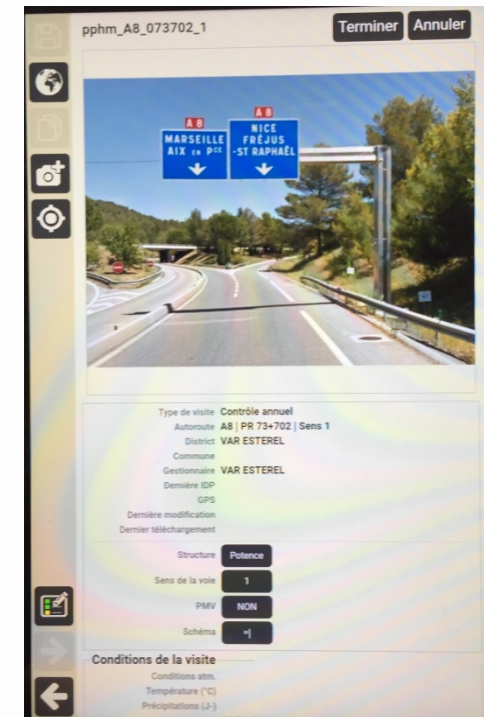 pphm_A8_073702_1
Terminer
Annuler
A8
MARSEILLE
AIX EN PCE
A8
NICE
FRÉJUS
-ST RAPHAËL
Type de visite Contrôle annuel
Autoroute A8 | PR 73+702 | Sens 1
District VAR ESTEREL
Commune
Gestionnaire VAR ESTEREL
Dernière IDP
GPS
Dernière modification
Dernier téléchargement
Structure Potence
Sens de la voie 1
PMV NON
Schéma =|
Conditions de la visite
Conditions atm.
Température (°C)
Précipitations (J-)